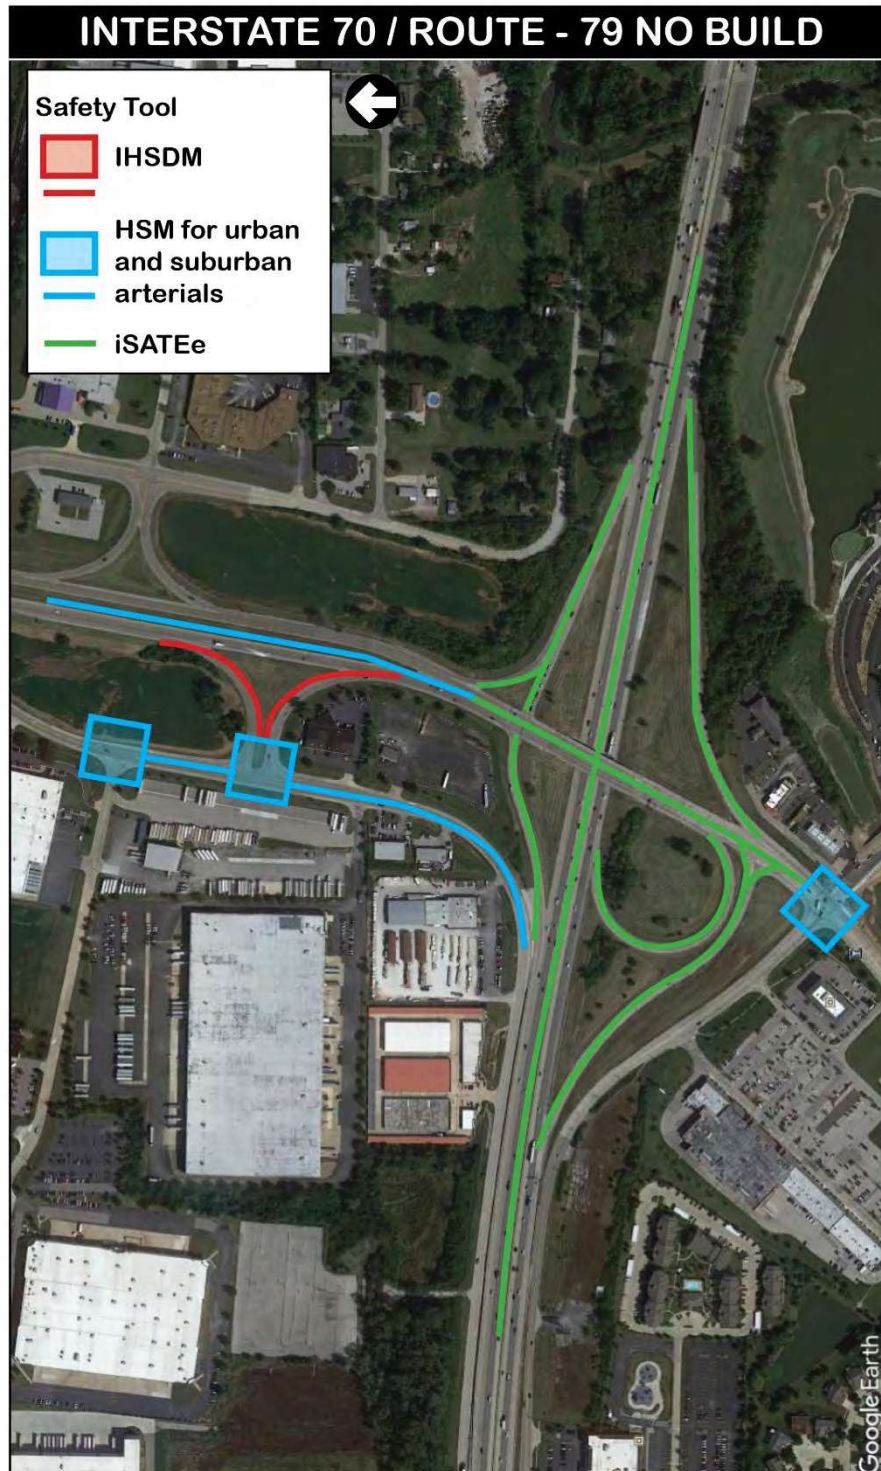 INTERSTATE 70 / ROUTE - 79 NO BUILD
Safety Tool
IHSDM
HSM for urban
and suburban
arterials
iSATEe
Google Earth